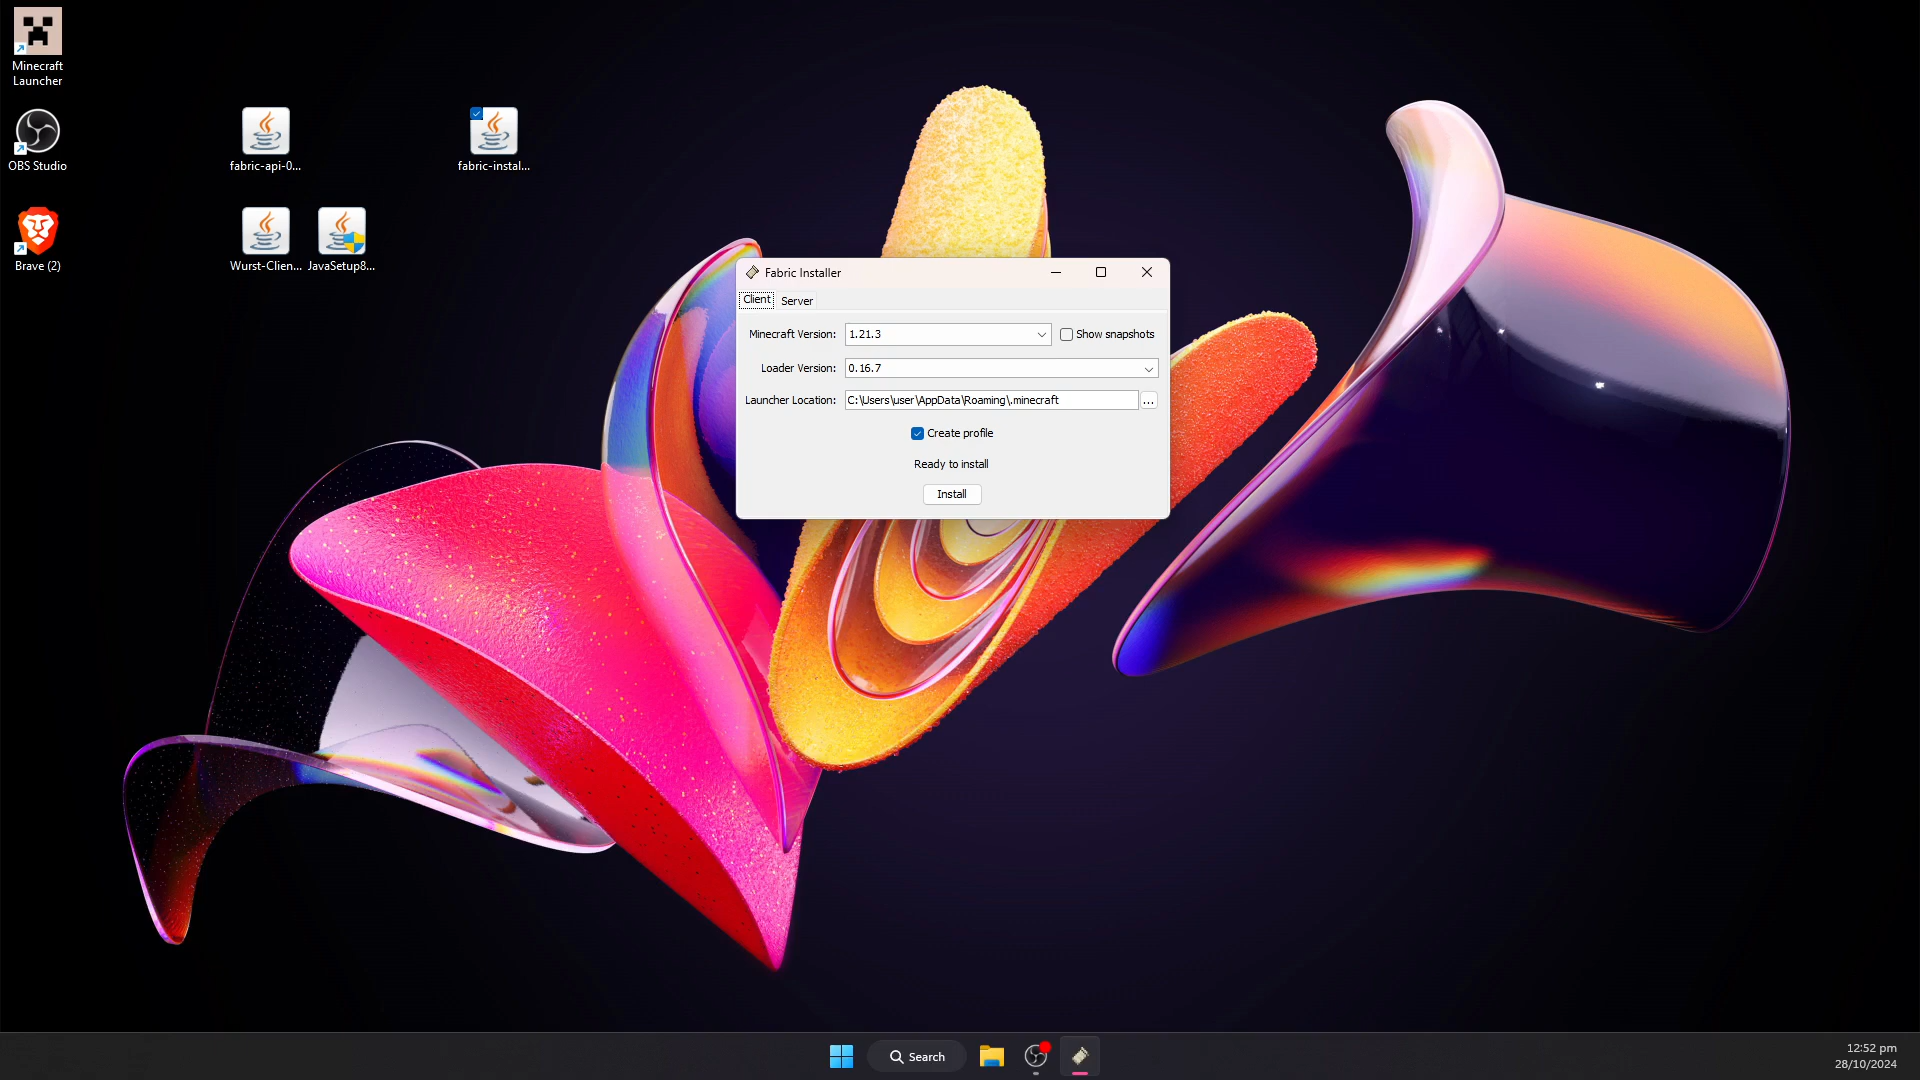 Minecraft
Launcher
OBS Studio
Brave (2)
fabric-api-0...
fabric-instal...
Wurst-Clien...
JavaSetup8...
Fabric Installer
Client
Server
Minecraft Version:
1.21.3
Show snapshots
Loader Version:
0.16.7
Launcher Location:
C:\Users\user\AppData\Roaming\.minecraft
...
Create profile
Ready to install
Install
Search
12:52 pm
28/10/2024